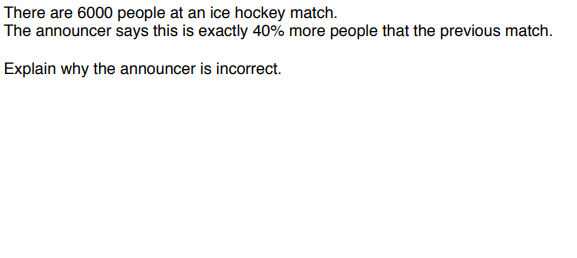 There are 6000 people at an ice hockey match.
The announcer says this is exactly 40% more people that the previous match.
Explain why the announcer is incorrect.